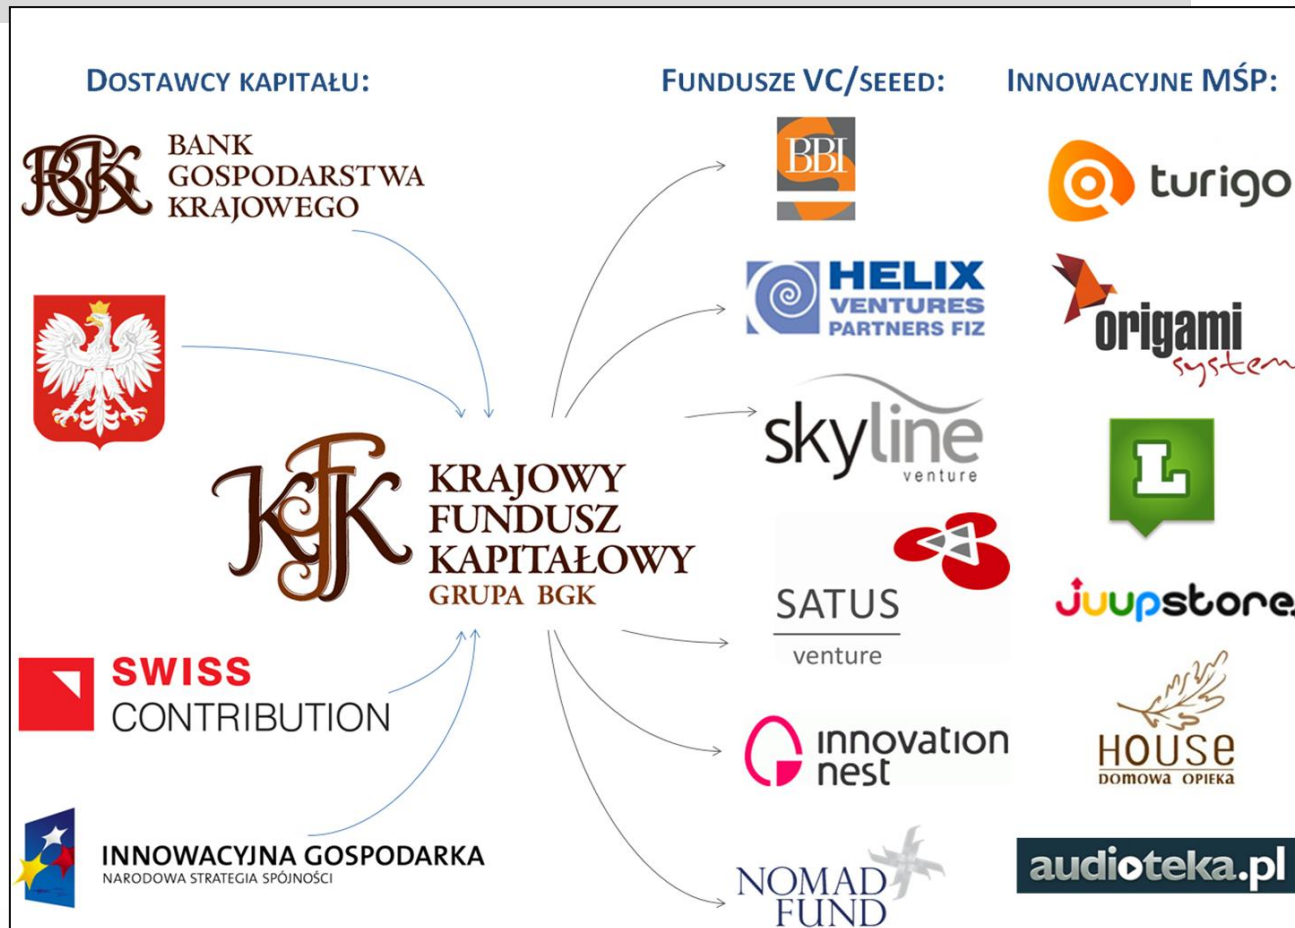 DOSTAWCY KAPITAŁU:
BGK
BANK
GOSPODARSTWA
KRAJOWEGO
KFK
KRAJOWY
FUNDUSZ
KAPITAŁOWY
GRUPA BGK
SWISS
CONTRIBUTION
INNOWACYJNA GOSPODARKA
NARODOWA STRATEGIA SPÓJNOŚCI
FUNDUSZE VC/SEEED:
BBI
HELIX
VENTURES
PARTNERS FIZ
skyline
venture
SATUS
venture
innovation
nest
NOMAD
FUND
INNOWACYJNE MŚP:
turigo
origami
system
L
juupstore.
HOUSE
DOMOWA OPIEKA
audioteka.pl